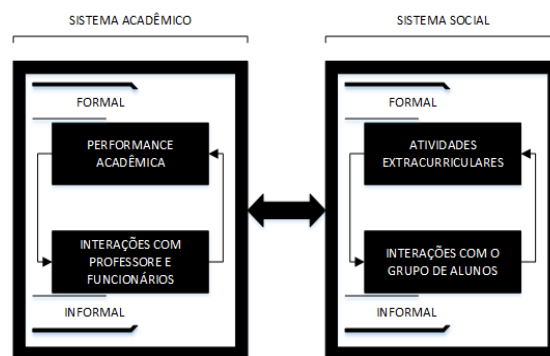 SISTEMA ACADÊMICO
FORMAL
PERFORMANCE
ACADÊMICA
INTERAÇÕES COM
PROFESSORE E
FUNCIONÁRIOS
INFORMAL
SISTEMA SOCIAL
FORMAL
ATIVIDADES
EXTRACURRICULARES
INTERAÇÕES COM O
GRUPO DE ALUNOS
INFORMAL